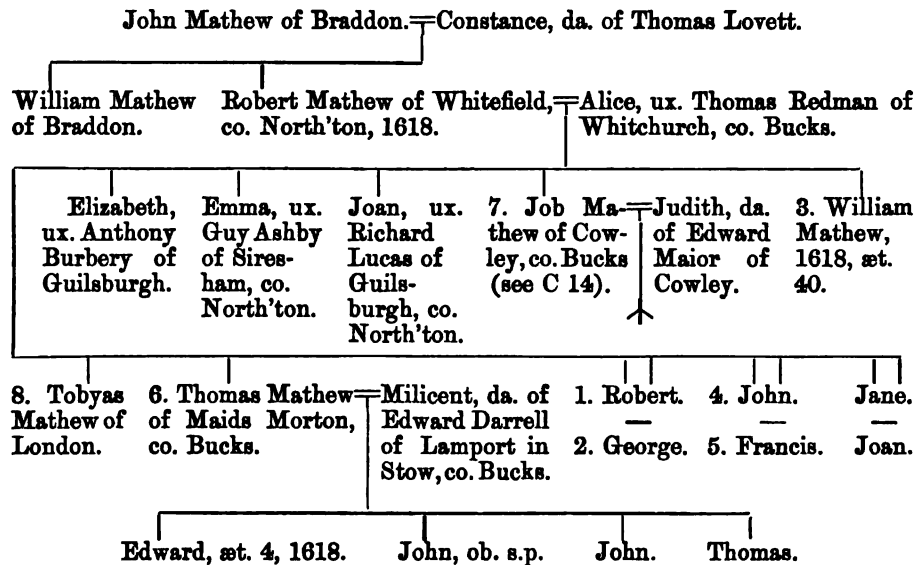 John Mathew of Braddon.=Constance, da. of Thomas Lovett.
William Mathew
of Braddon.
Robert Mathew of Whitefield,=
co. North'ton, 1618.
Alice, ux. Thomas Redman of
Whitchurch, co. Bucks.
Elizabeth,
ux. Anthony
Burbery of
Guilsburgh.
Emma, ux.
Guy Ashby
of Sires-
ham, co.
North'ton.
Joan, ux.
Richard
Lucas of
Guils-
burgh, co.
North'ton.
7. Job Ma-=
thew of Cow-
ley, co. Bucks
(see C 14).
Judith, da.
of Edward
Maior of
Cowley.
3. William
Mathew,
1618, æt.
40.
8. Tobyas
Mathew of
London.
6. Thomas Mathew=
of Maids Morton,
co. Bucks.
Milicent, da. of
Edward Darrell
of Lamport in
Stow, co. Bucks.
1. Robert.
—
2. George.
4. John.
—
5. Francis.
Jane.
—
Joan.
Edward, æt. 4, 1618.
John, ob. s.p.
John.
Thomas.